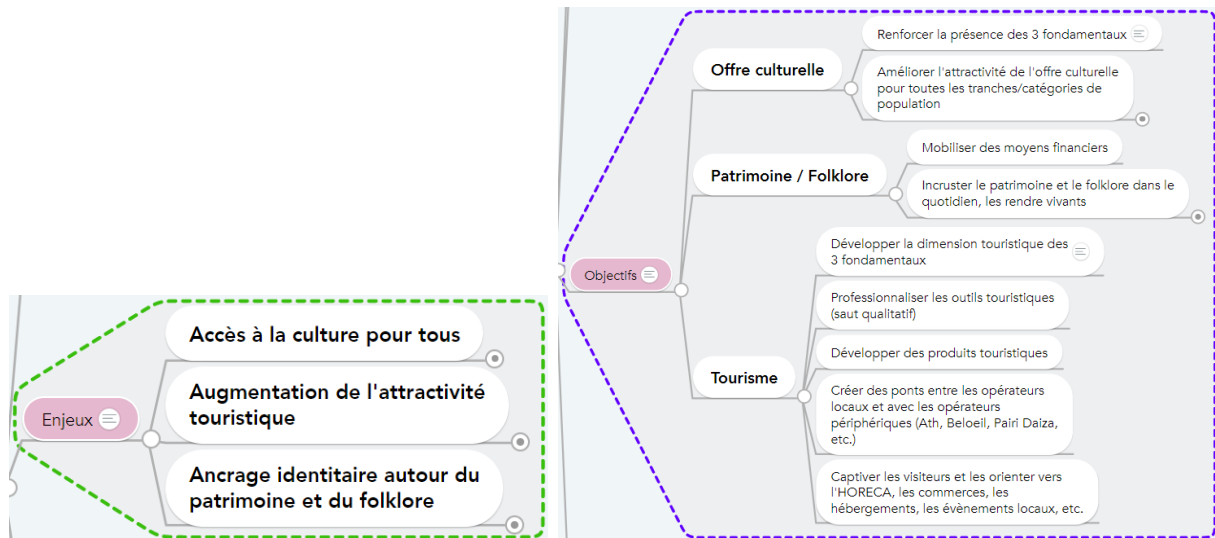 Enjeux
Accès à la culture pour tous
Augmentation de l'attractivité
touristique
Ancrage identitaire autour du
patrimoine et du folklore
Objectifs
Offre culturelle
Renforcer la présence des 3 fondamentaux
Améliorer l'attractivité de l'offre culturelle
pour toutes les tranches/catégories de
population
Patrimoine / Folklore
Mobiliser des moyens financiers
Incruster le patrimoine et le folklore dans le
quotidien, les rendre vivants
Tourisme
Développer la dimension touristique des
3 fondamentaux
Professionnaliser les outils touristiques
(saut qualitatif)
Développer des produits touristiques
Créer des ponts entre les opérateurs
locaux et avec les opérateurs
périphériques (Ath, Beloeil, Pairi Daiza,
etc.)
Captiver les visiteurs et les orienter vers
l'HORECA, les commerces, les
hébergements, les évènements locaux, etc.